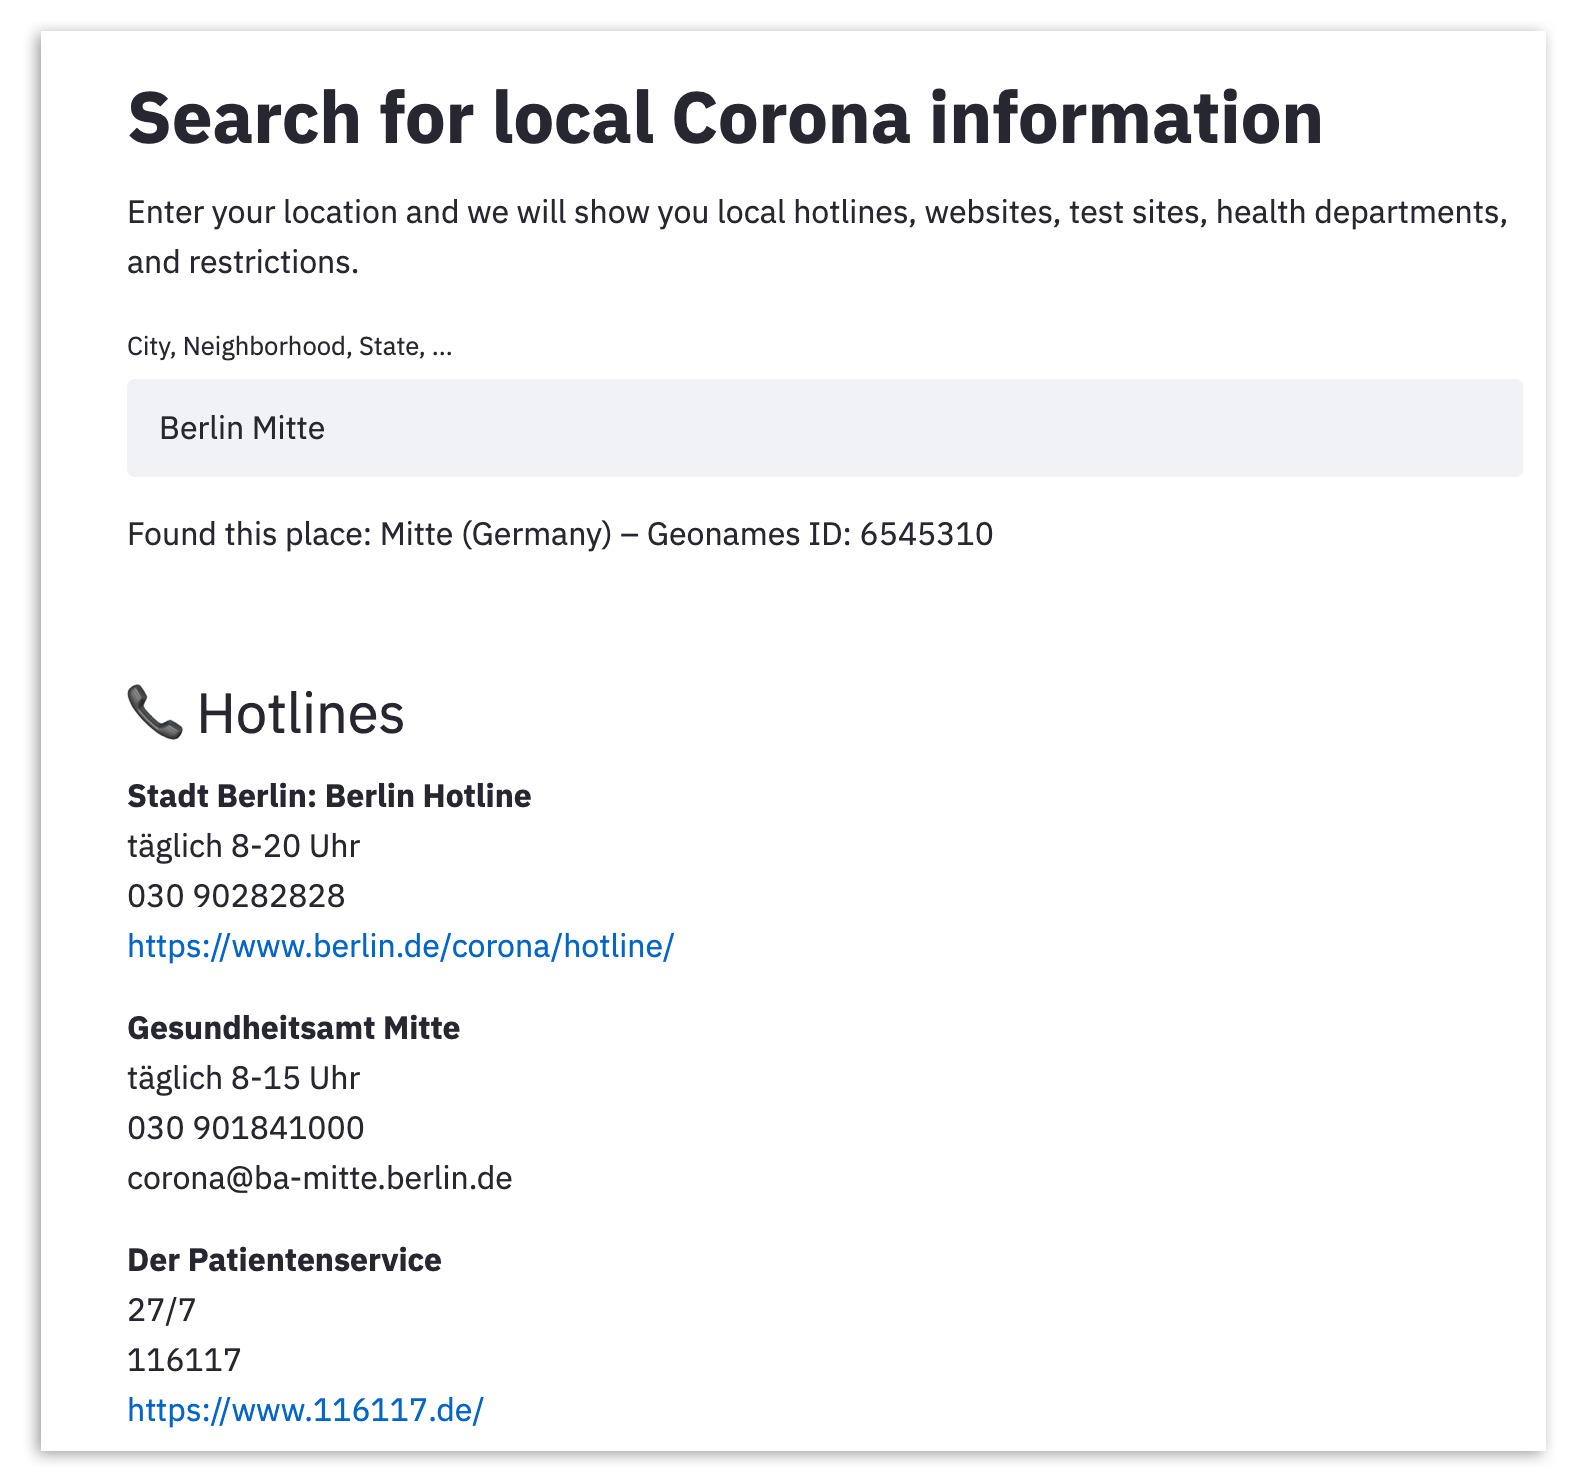 Search for local Corona information
Enter your location and we will show you local hotlines, websites, test sites, health departments,
and restrictions.
City, Neighborhood, State, ...
Berlin Mitte
Found this place: Mitte (Germany) – Geonames ID: 6545310
📞 Hotlines
Stadt Berlin: Berlin Hotline
täglich 8-20 Uhr
030 90282828
https://www.berlin.de/corona/hotline/
Gesundheitsamt Mitte
täglich 8-15 Uhr
030 901841000
corona@ba-mitte.berlin.de
Der Patientenservice
27/7
116117
https://www.116117.de/